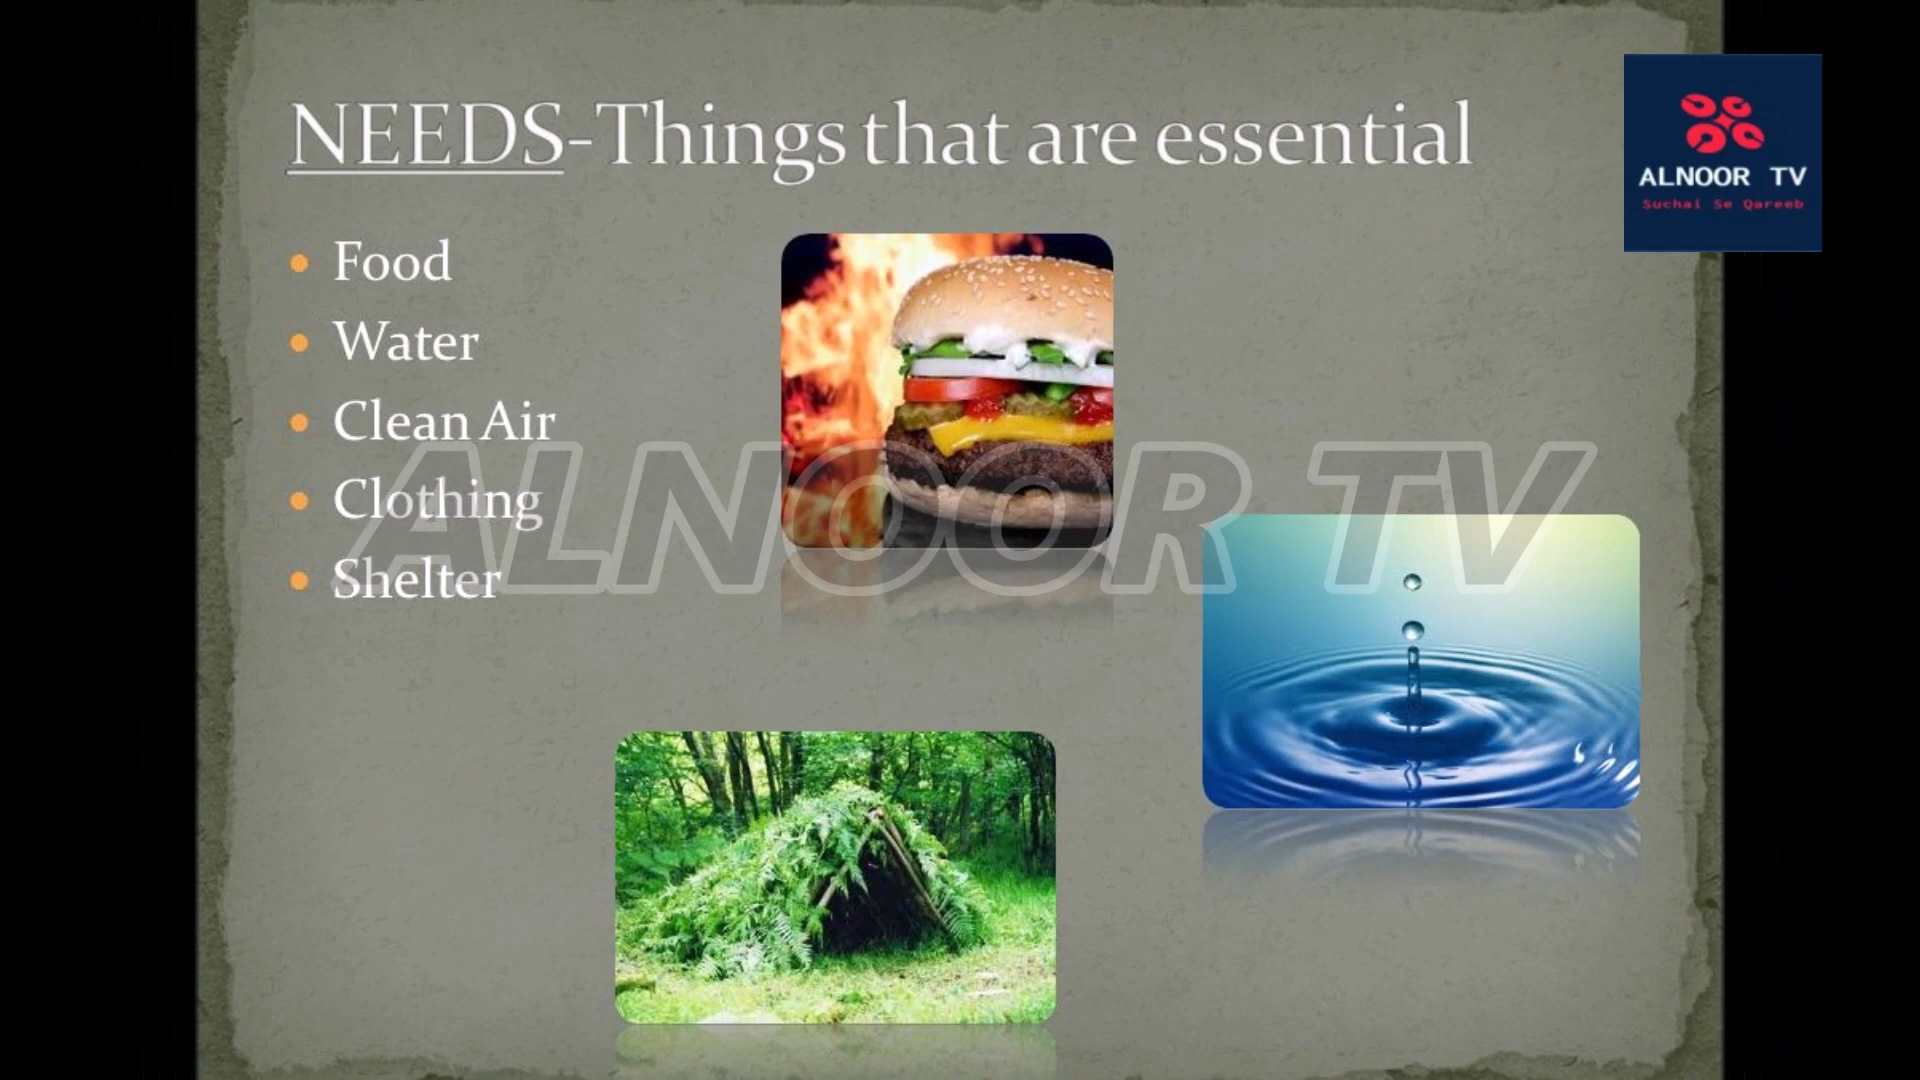 NEEDS-Things that are essential
Food
Water
Clean Air
Clothing
Shelter
ALNOOR TV
ALNOOR TV
Suchai Se Qareeb